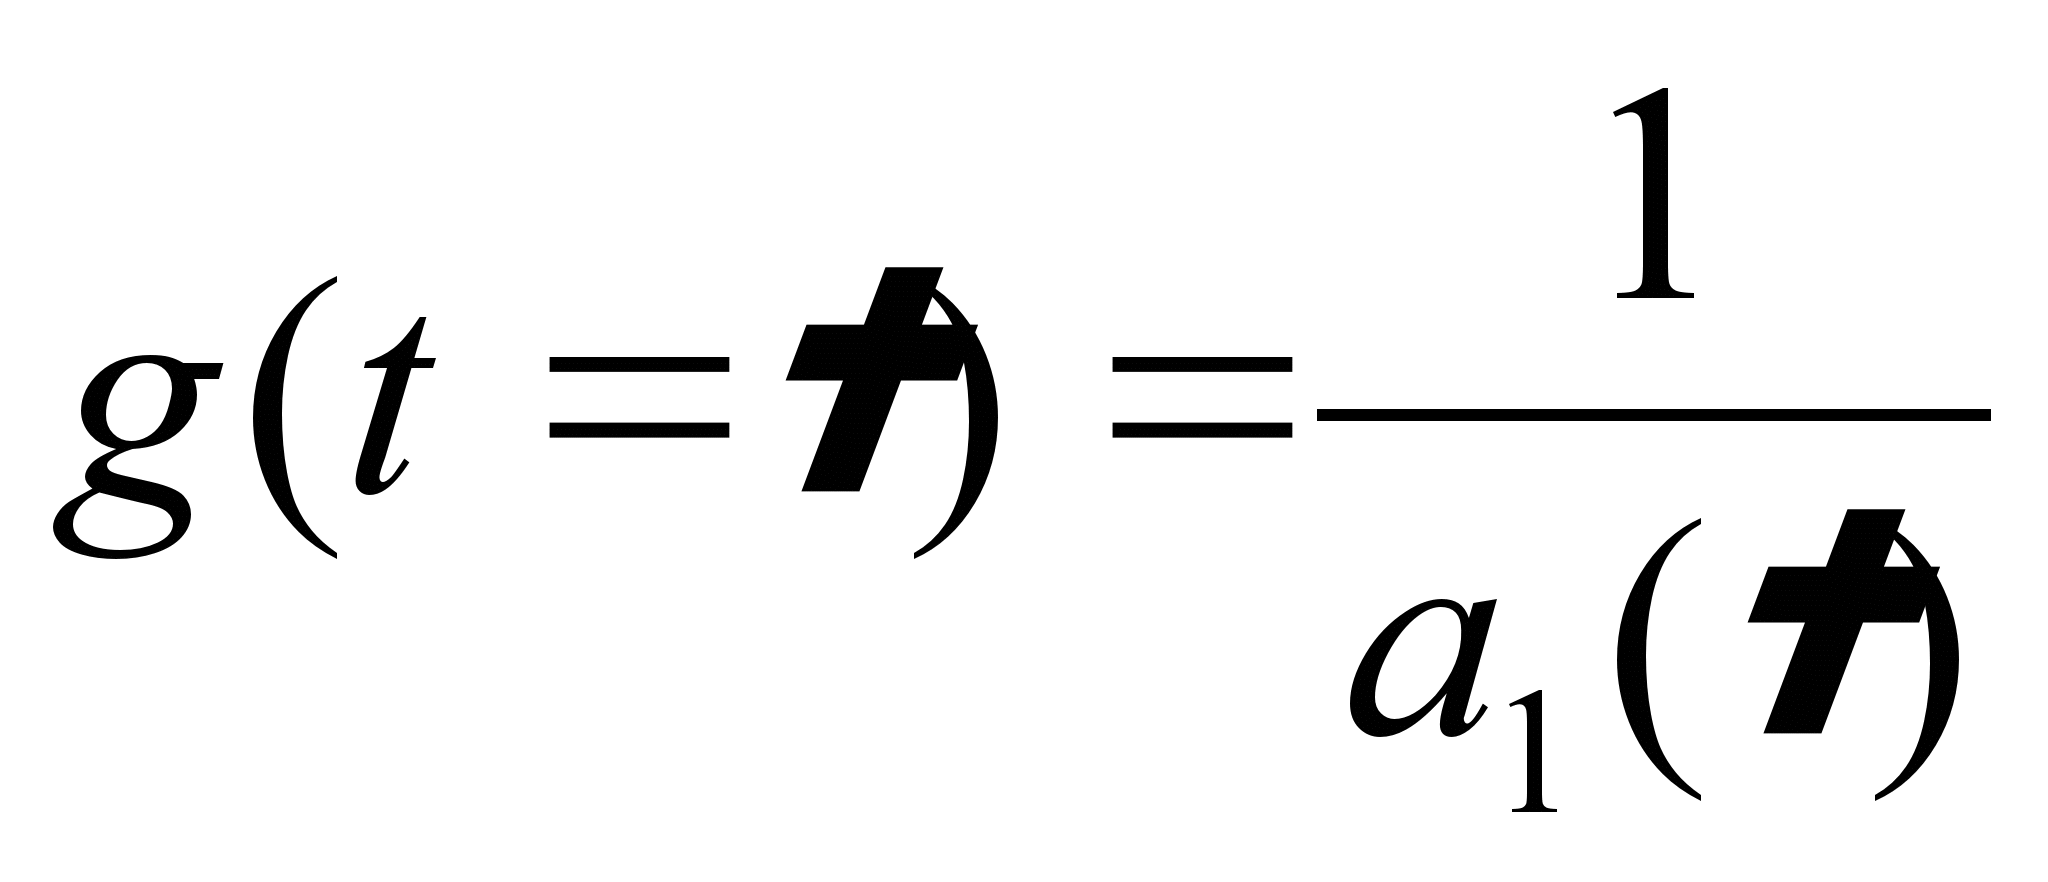 g(t = t) = 1/a₁(t)